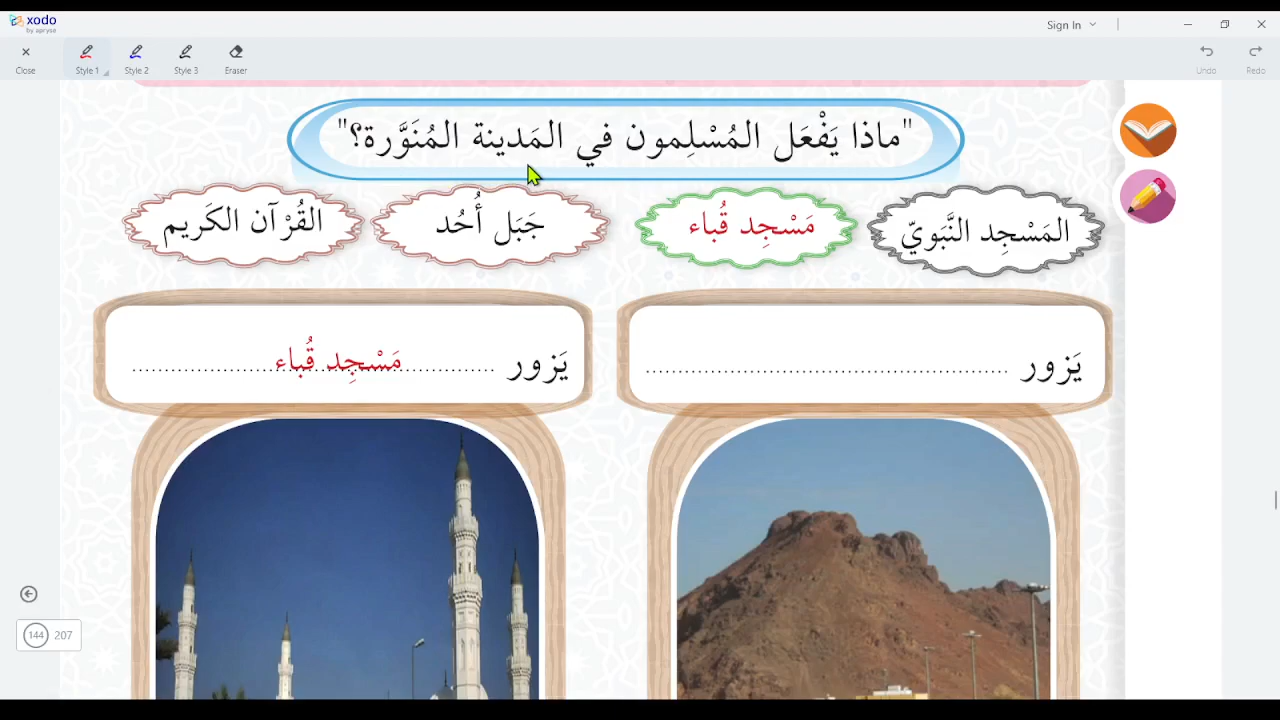 xodo
by apryse
Sign In
Close
Style 1
Style 2
Style 3
Eraser
Undo
Redo
"ماذا يَفْعَل المُسْلِمون في المَدينة المُنَوَّرة؟"
المَسْجِد النَّبَويّ
مَسْجِد قُباء
جَبَل أُحُد
القُرْآن الكَريم
يَزور ....................................................
يَزور ............مَسْجِد قُباء....................
144 207